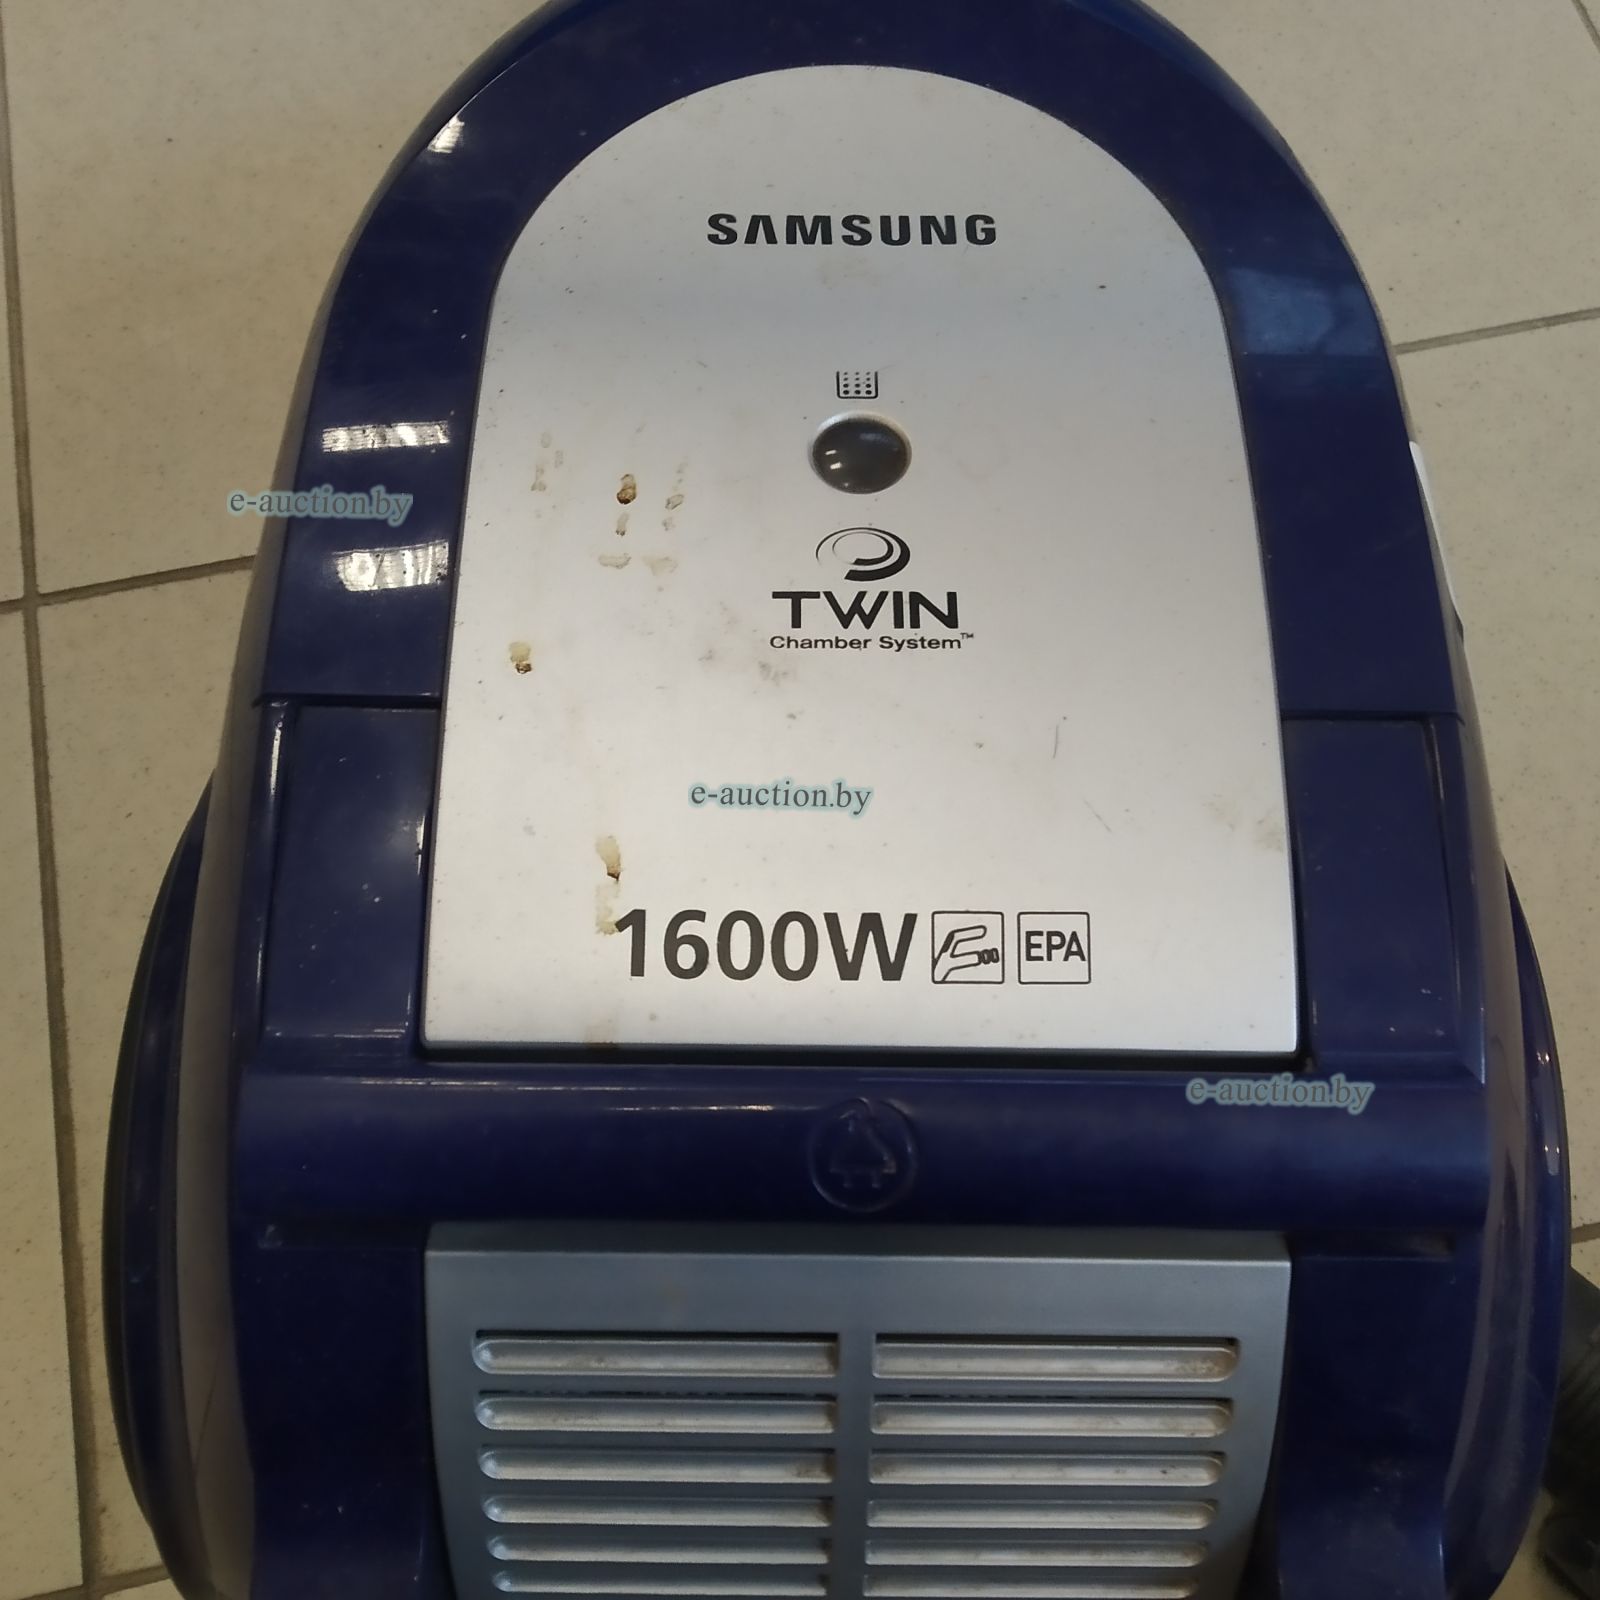 SAMSUNG
e-auction.by
TWIN
Chamber System™
e-auction.by
1600W EPA
e-auction.by